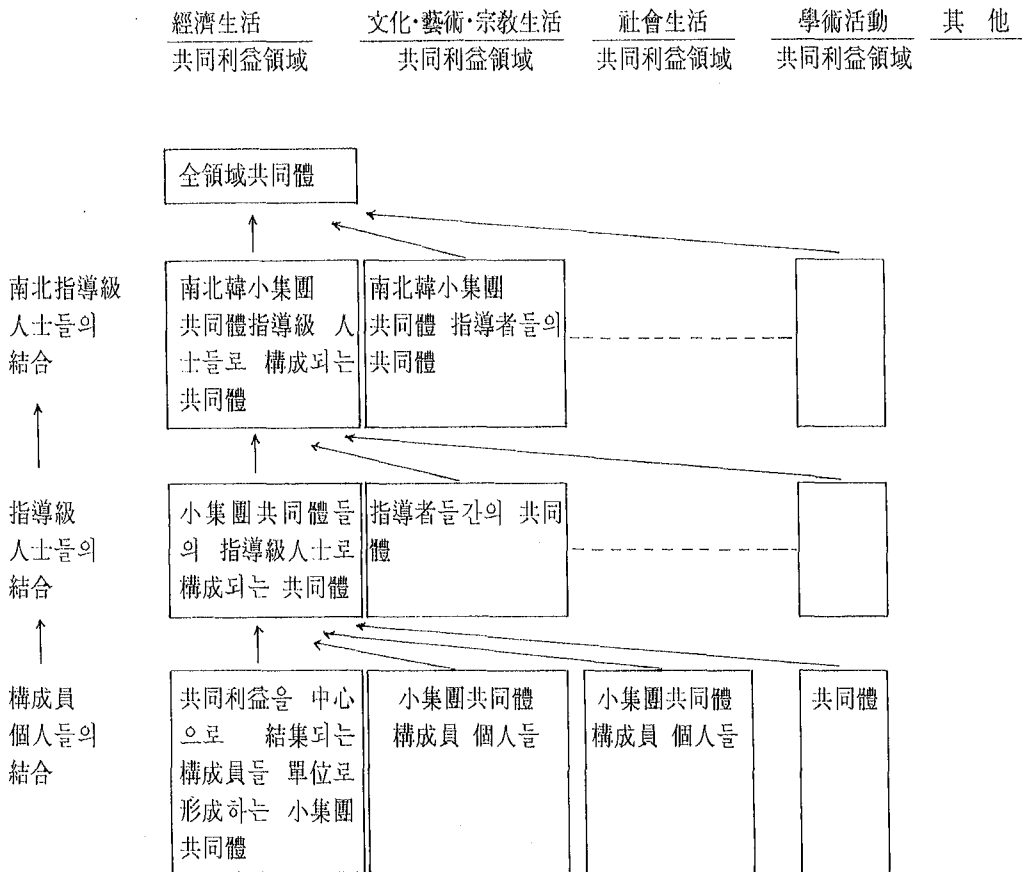 經濟生活 文化·藝術·宗敎生活 社會生活 學術活動 其 他
共同利益領域 共同利益領域 共同利益領域 共同利益領域
全領域共同體
南北指導級
人士들의
結合
南北韓小集團
共同體指導級 人
士들로 構成되는
共同體
南北韓小集團
共同體 指導者들의
共同體
指導級
人士들의
結合
小集團共同體들
의 指導級人士로
構成되는 共同體
指導者들간의 共同
體
構成員
個人들의
結合
共同利益을 中心
으로 結集되는
構成員들 單位로
形成하는 小集團
共同體
小集團共同體
構成員 個人들
小集團共同體
構成員 個人들
共同體